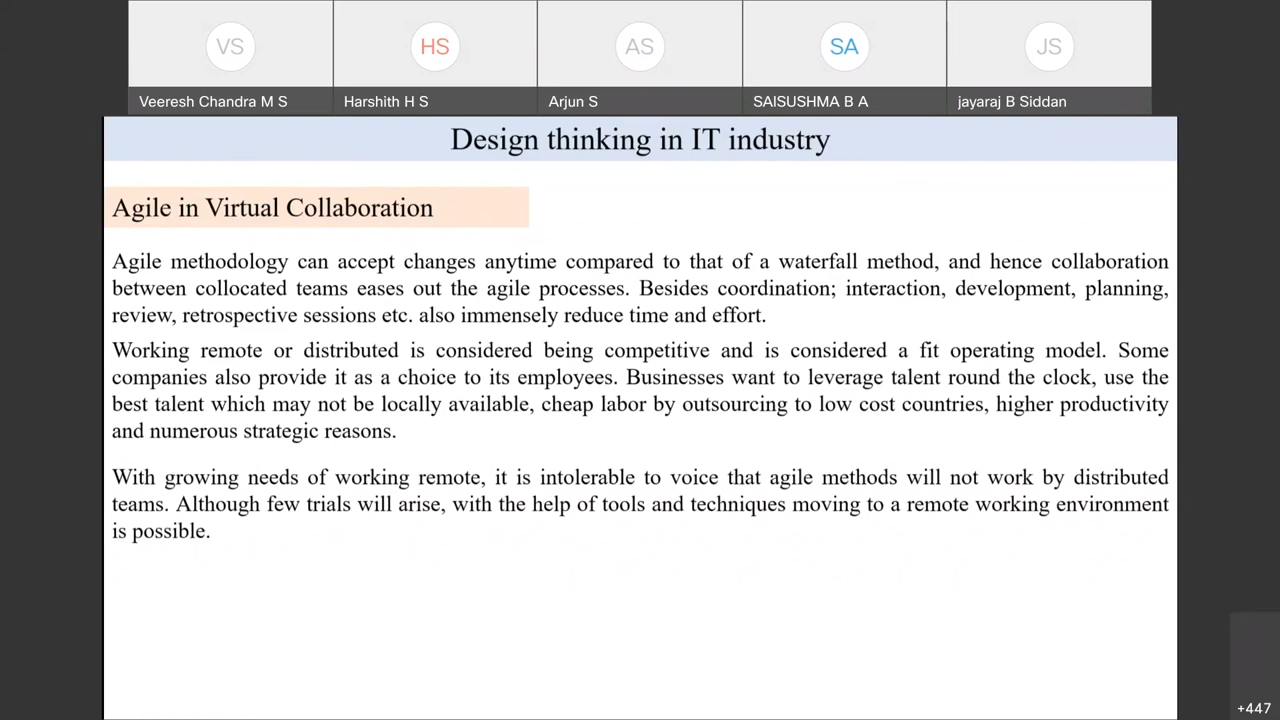 VS
HS
AS
SA
JS
Veeresh Chandra M S
Harshith H S
Arjun S
SAISUSHMA B A
jayaraj B Siddan
Design thinking in IT industry
Agile in Virtual Collaboration
Agile methodology can accept changes anytime compared to that of a waterfall method, and hence collaboration
between collocated teams eases out the agile processes. Besides coordination; interaction, development, planning,
review, retrospective sessions etc. also immensely reduce time and effort.
Working remote or distributed is considered being competitive and is considered a fit operating model. Some
companies also provide it as a choice to its employees. Businesses want to leverage talent round the clock, use the
best talent which may not be locally available, cheap labor by outsourcing to low cost countries, higher productivity
and numerous strategic reasons.
With growing needs of working remote, it is intolerable to voice that agile methods will not work by distributed
teams. Although few trials will arise, with the help of tools and techniques moving to a remote working environment
is possible.
+447